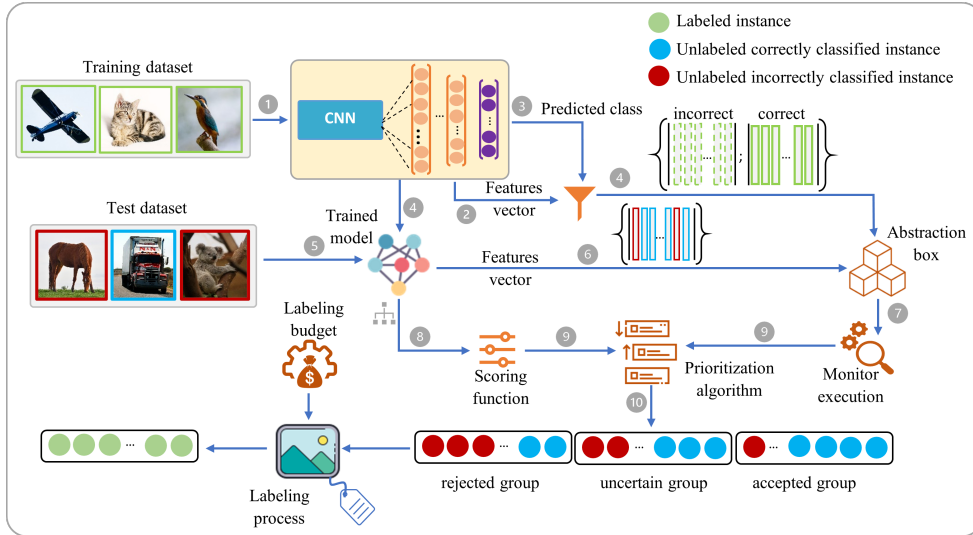 Labeled instance
Unlabeled correctly classified instance
Unlabeled incorrectly classified instance
Training dataset
1
CNN
...
3
Predicted class
incorrect
correct
... ; ...
4
2
Features
vector
4
Test dataset
Trained
model
5
...
6
Features
vector
Abstraction
box
7
Labeling
budget
$
8
Scoring
function
9
Prioritization
algorithm
9
Monitor
execution
10
...
...
...
...
rejected group
uncertain group
accepted group
Labeling
process